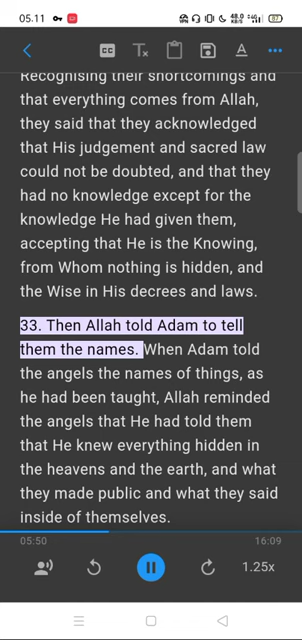 05.11
48.0 KB/S
4G
87
CC
A
Recognising their shortcomings and
that everything comes from Allah,
they said that they acknowledged
that His judgement and sacred law
could not be doubted, and that they
had no knowledge except for the
knowledge He had given them,
accepting that He is the Knowing,
from Whom nothing is hidden, and
the Wise in His decrees and laws.
33. Then Allah told Adam to tell
them the names. When Adam told
the angels the names of things, as
he had been taught, Allah reminded
the angels that He had told them
that He knew everything hidden in
the heavens and the earth, and what
they made public and what they said
inside of themselves.
05:50
16:09
1.25x